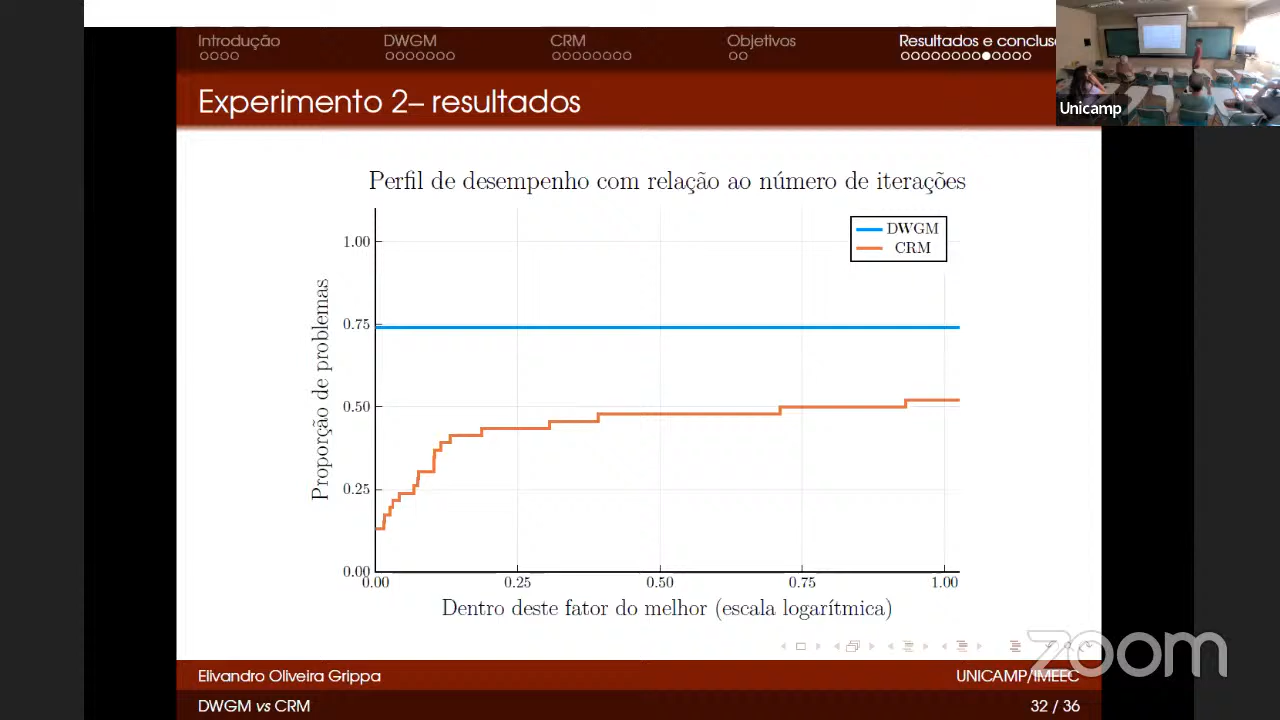 Introdução
DWGM
CRM
Objetivos
Resultados e conclus
Unicamp
Experimento 2– resultados
Perfil de desempenho com relação ao número de iterações
DWGM
CRM
Proporção de problemas
1.00
0.75
0.50
0.25
0.00
0.00
0.25
0.50
0.75
1.00
Dentro deste fator do melhor (escala logarítmica)
zoom
Elivandro Oliveira Grippa
UNICAMP/IMEEC
DWGM vs CRM
32 / 36